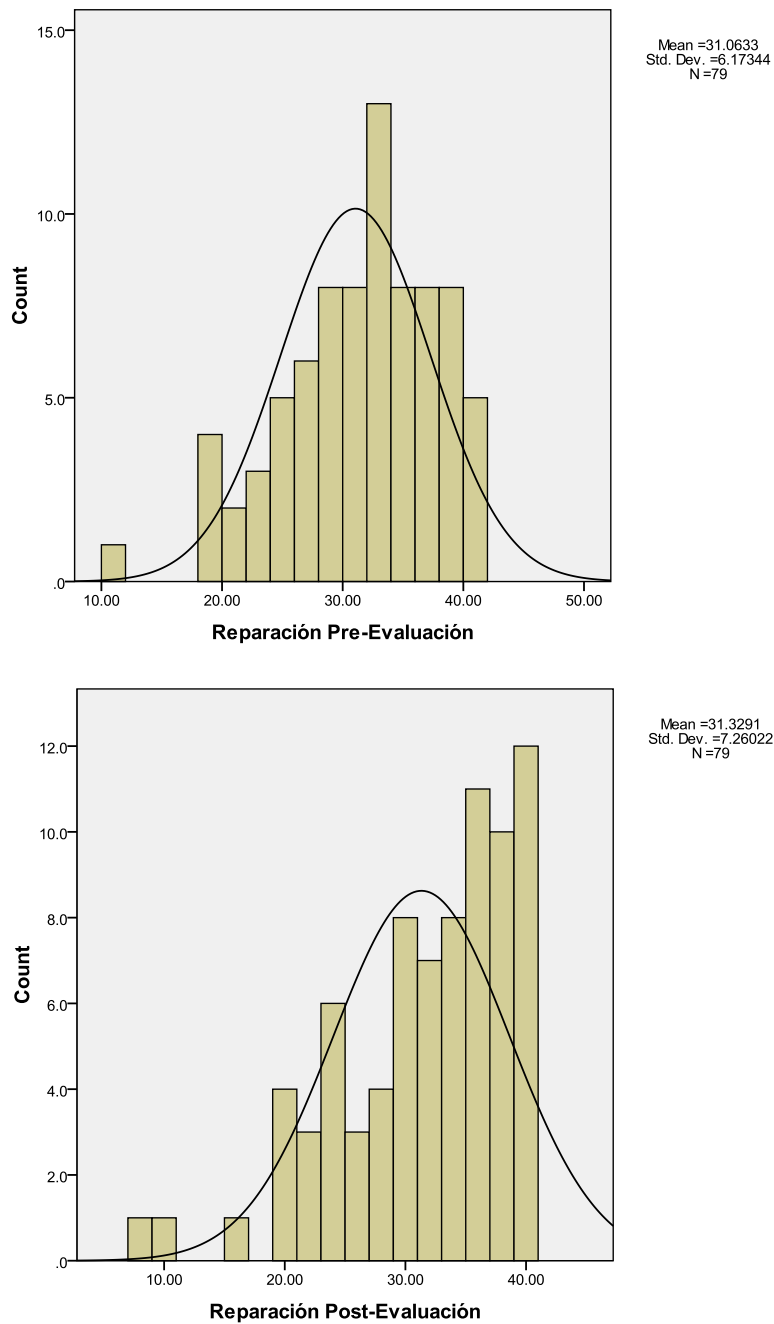 15.0
10.0
5.0
.0
Count
10.00 20.00 30.00 40.00 50.00
Reparación Pre-Evaluación
Mean =31.0633
Std. Dev. =6.17344
N =79
12.0
10.0
8.0
6.0
4.0
2.0
.0
Count
10.00 20.00 30.00 40.00
Reparación Post-Evaluación
Mean =31.3291
Std. Dev. =7.26022
N =79